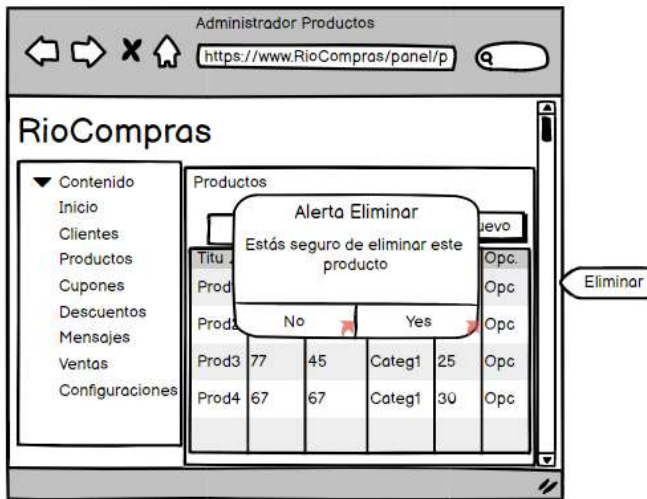 Administrador Productos
https://www.RioCompras/panel/p
RioCompras
Contenido
Inicio
Clientes
Productos
Cupones
Descuentos
Mensajes
Ventas
Configuraciones
Productos
Alerta Eliminar
Estás seguro de eliminar este
producto
No Yes
Titu Opc.
Opc
Opc
Prod3 77 45 Categ1 25 Opc
Prod4 67 67 Categ1 30 Opc
Eliminar